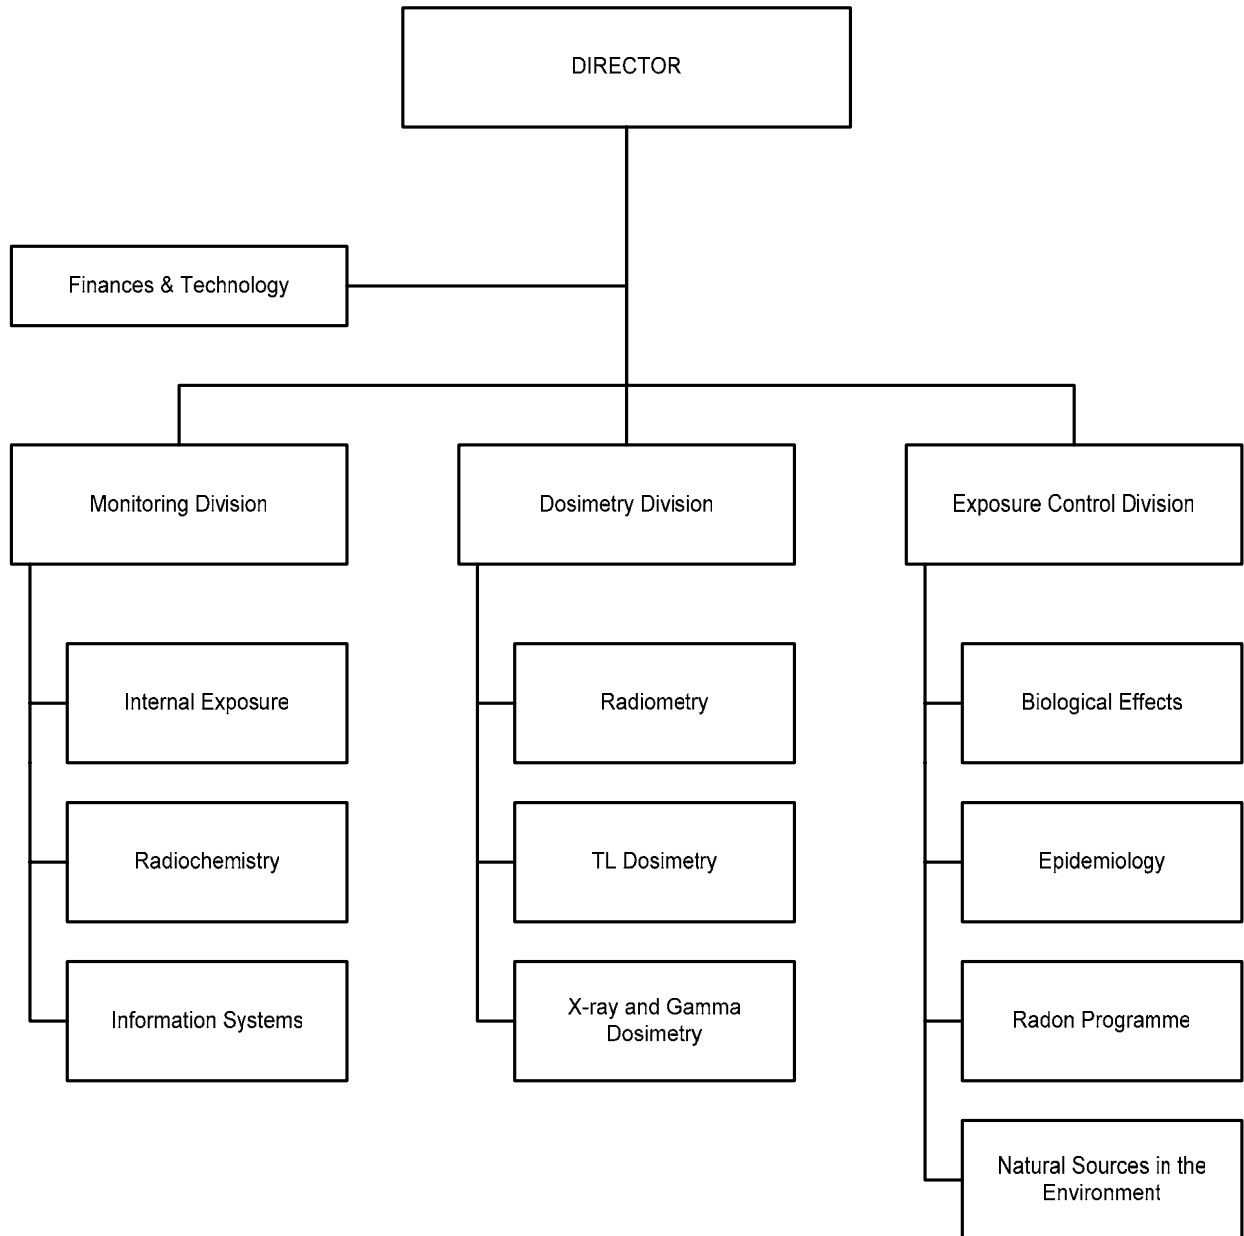 DIRECTOR
Finances & Technology
Monitoring Division
Dosimetry Division
Exposure Control Division
Internal Exposure
Radiometry
Biological Effects
Radiochemistry
TL Dosimetry
Epidemiology
Information Systems
X-ray and Gamma
Dosimetry
Radon Programme
Natural Sources in the
Environment